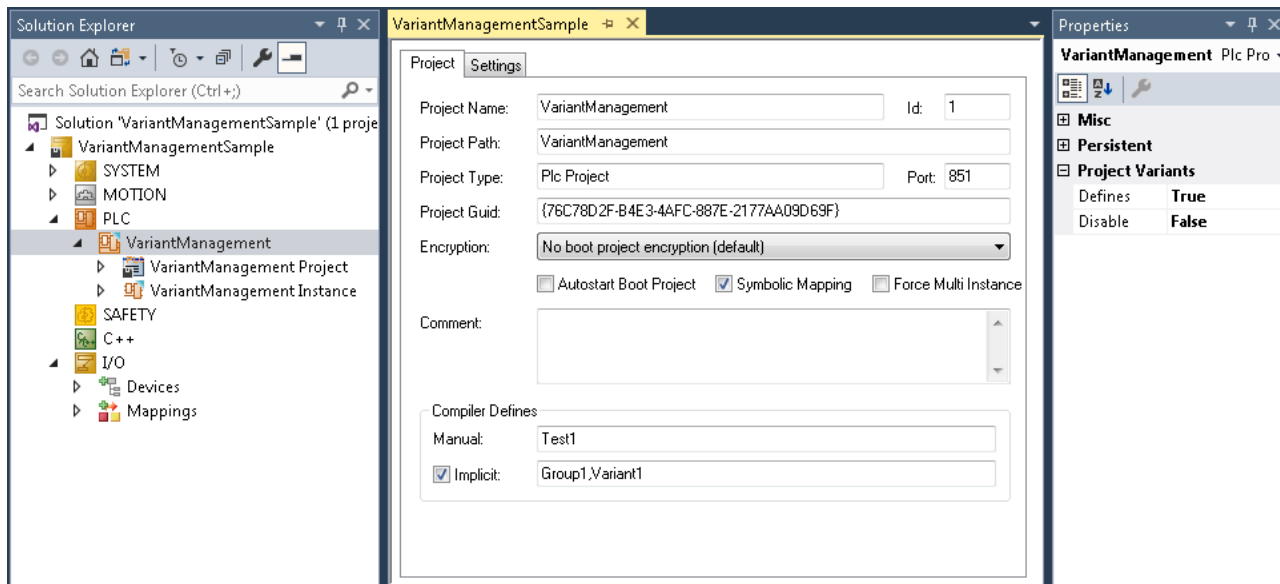 Solution Explorer
Search Solution Explorer (Ctrl+;)
Solution 'VariantManagementSample' (1 proje
VariantManagementSample
SYSTEM
MOTION
PLC
VariantManagement
VariantManagement Project
VariantManagement Instance
SAFETY
C++
I/O
Devices
Mappings
VariantManagementSample
Project Settings
Project Name: VariantManagement Id: 1
Project Path: VariantManagement
Project Type: Plc Project Port: 851
Project Guid: {76C78D2F-B4E3-4AFC-887E-2177AA09D69F}
Encryption: No boot project encryption (default)
Autostart Boot Project Symbolic Mapping Force Multi Instance
Comment:
Compiler Defines
Manual: Test1
Implicit: Group1,Variant1
Properties
VariantManagement Plc Pro
Misc
Persistent
Project Variants
Defines True
Disable False